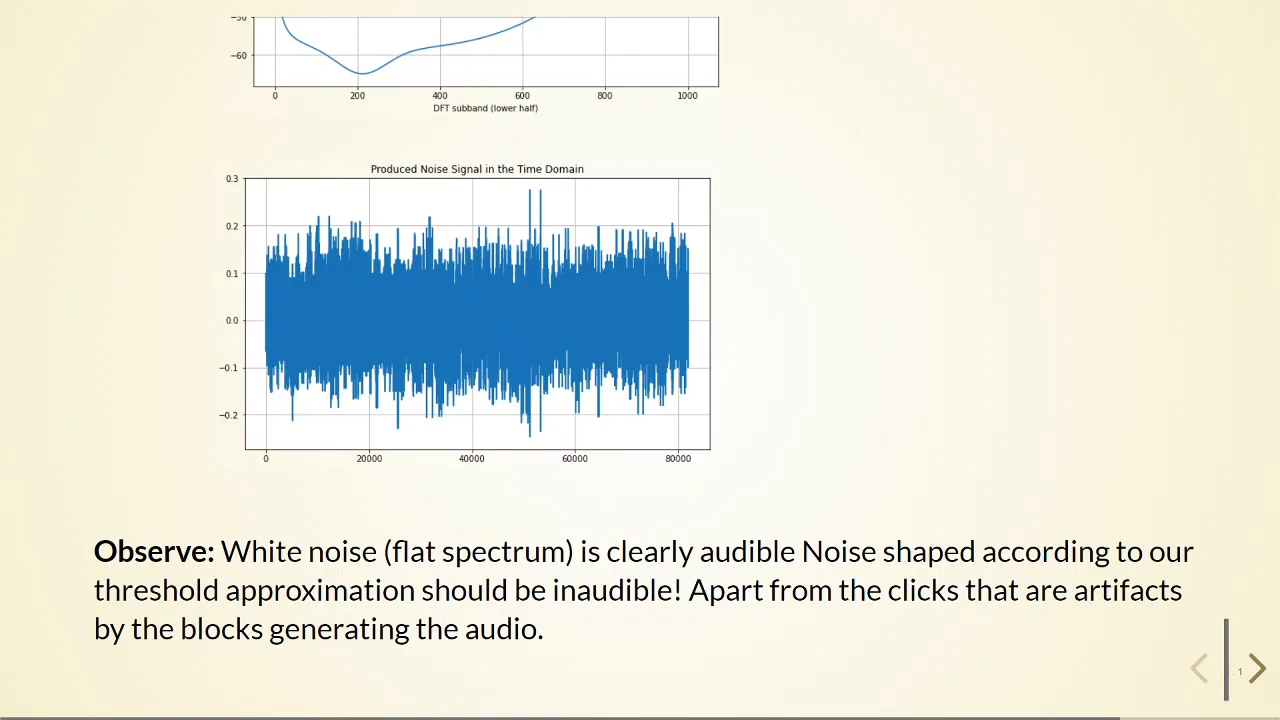 −50
−60
0 200 400 600 800 1000
DFT subband (lower half)
Produced Noise Signal in the Time Domain
0.3
0.2
0.1
0.0
−0.1
−0.2
0 20000 40000 60000 80000
Observe: White noise (flat spectrum) is clearly audible Noise shaped according to our
threshold approximation should be inaudible! Apart from the clicks that are artifacts
by the blocks generating the audio.
1